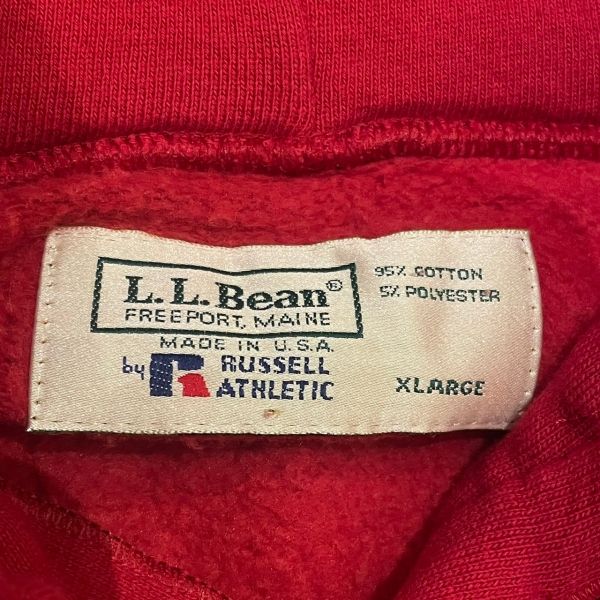 L.L.Bean®
FREEPORT, MAINE
MADE IN U.S.A.
by RUSSELL
ATHLETIC
95% COTTON
5% POLYESTER
XLARGE